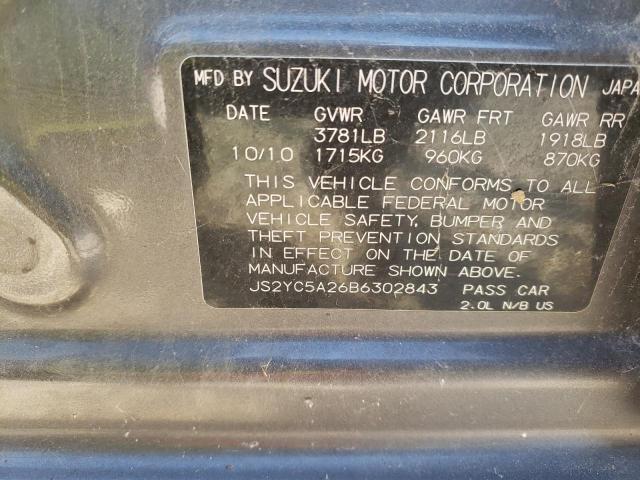 MFD BY SUZUKI MOTOR CORPORATION JAPA
DATE GVWR GAWR FRT GAWR RR
3781LB 2116LB 1918LB
10/10 1715KG 960KG 870KG
THIS VEHICLE CONFORMS TO ALL
APPLICABLE FEDERAL MOTOR
VEHICLE SAFETY, BUMPER AND
THEFT PREVENTION STANDARDS
IN EFFECT ON THE DATE OF
MANUFACTURE SHOWN ABOVE.
JS2YC5A26B6302843 PASS CAR
2.0L N/B US